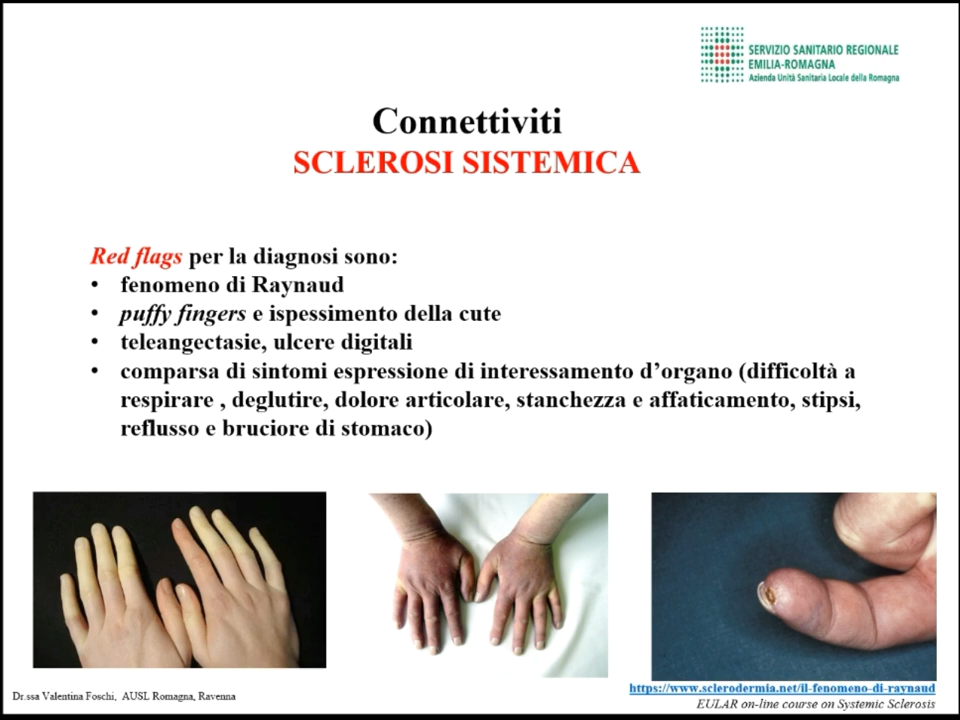 SERVIZIO SANITARIO REGIONALE
EMILIA-ROMAGNA
Azienda Unità Sanitaria Locale della Romagna
Connettiviti
SCLEROSI SISTEMICA
Red flags per la diagnosi sono:
• fenomeno di Raynaud
• puffy fingers e ispessimento della cute
• teleangectasie, ulcere digitali
• comparsa di sintomi espressione di interessamento d’organo (difficoltà a
respirare , deglutire, dolore articolare, stanchezza e affaticamento, stipsi,
reflusso e bruciore di stomaco)
Dr.ssa Valentina Foschi, AUSL Romagna, Ravenna
https://www.sclerodermia.net/il-fenomeno-di-raynaud
EULAR on-line course on Systemic Sclerosis